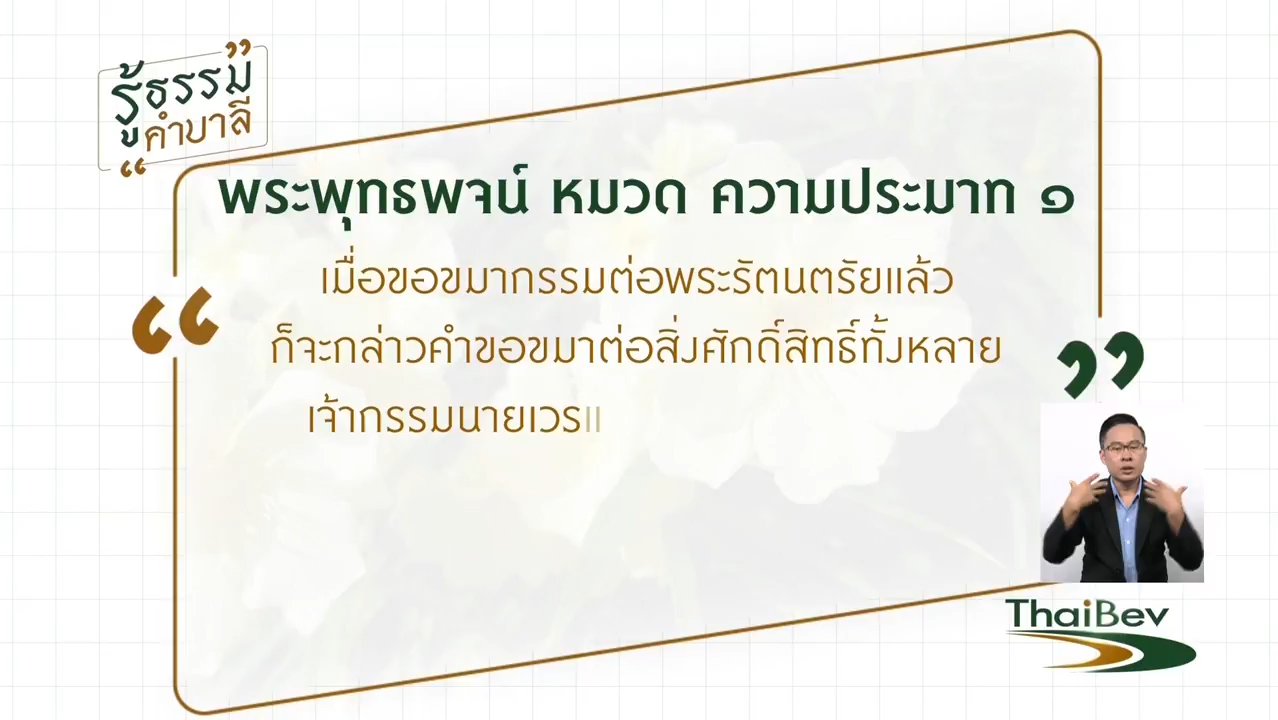 รู้ธรรม
คำบาลี
พระพุทธพจน์ หมวด ความประมาท ๑
เมื่อขอขมากรรมต่อพระรัตนตรัยแล้ว
ก็จะกล่าวคำขอขมาต่อสิ่งศักดิ์สิทธิ์ทั้งหลาย
เจ้ากรรมนายเวรแ
ThaiBev